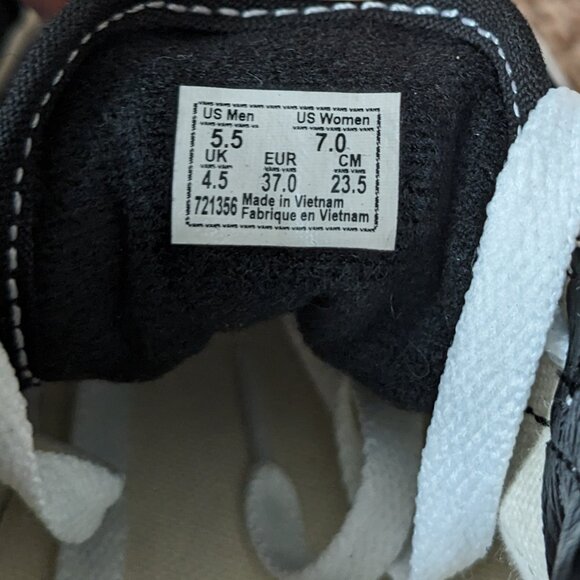 US Men US Women
5.5 7.0
UK EUR CM
4.5 37.0 23.5
721356 Made in Vietnam
Fabrique en Vietnam